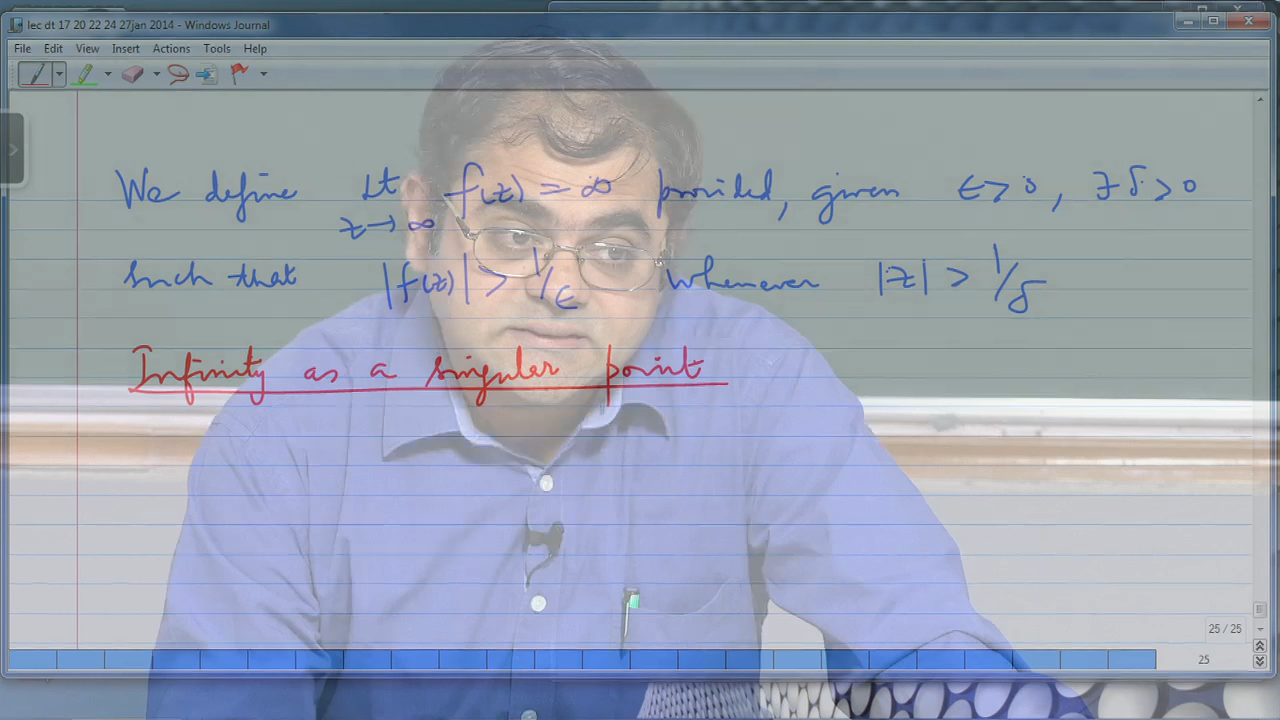 lec dt 17 20 22 24 27jan 2014 - Windows Journal
File Edit View Insert Actions Tools Help
We define Lt f(z) = ∞ provided, given ϵ > 0, ∃ δ > 0
z → ∞
such that |f(z)| > 1/ϵ whenever |z| > 1/δ
Infinity as a singular point
25 / 25
25